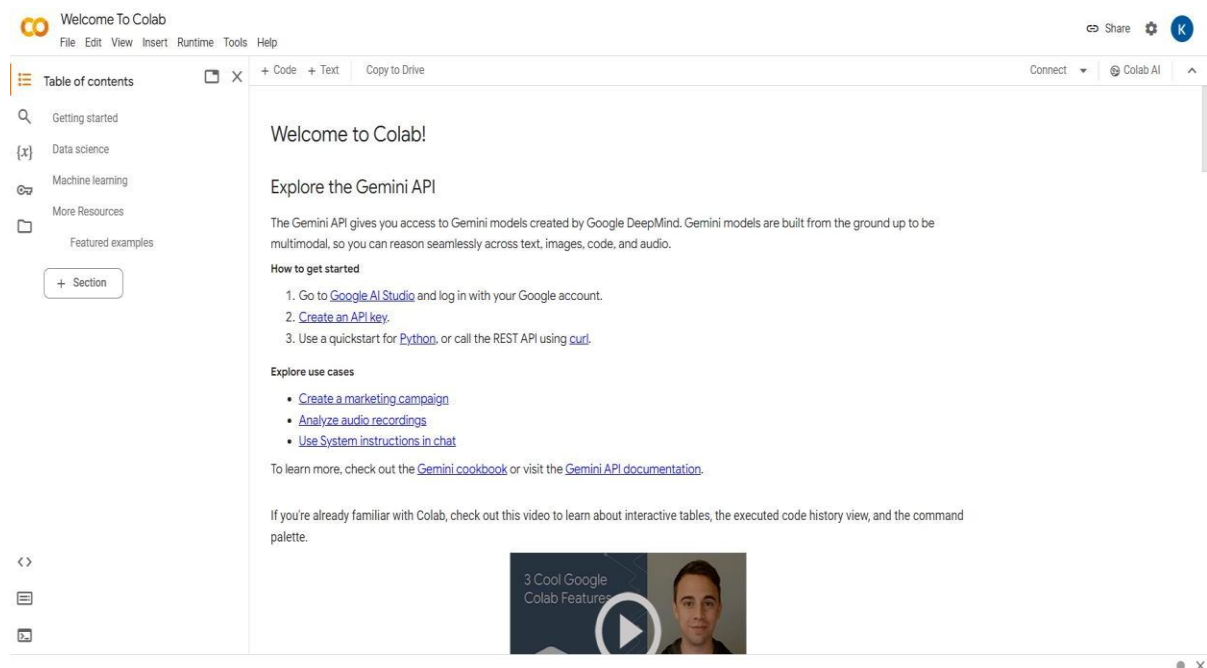 Welcome To Colab
File Edit View Insert Runtime Tools Help
Share
K
Table of contents
+ Code + Text Copy to Drive
Connect
Colab AI
Getting started
Data science
Machine learning
More Resources
Featured examples
+ Section
{x}
Welcome to Colab!
Explore the Gemini API
The Gemini API gives you access to Gemini models created by Google DeepMind. Gemini models are built from the ground up to be
multimodal, so you can reason seamlessly across text, images, code, and audio.
How to get started
1. Go to Google AI Studio and log in with your Google account.
2. Create an API key.
3. Use a quickstart for Python, or call the REST API using curl.
Explore use cases
• Create a marketing campaign
• Analyze audio recordings
• Use System instructions in chat
To learn more, check out the Gemini cookbook or visit the Gemini API documentation.
If you're already familiar with Colab, check out this video to learn about interactive tables, the executed code history view, and the command
palette.
3 Cool Google
Colab Features